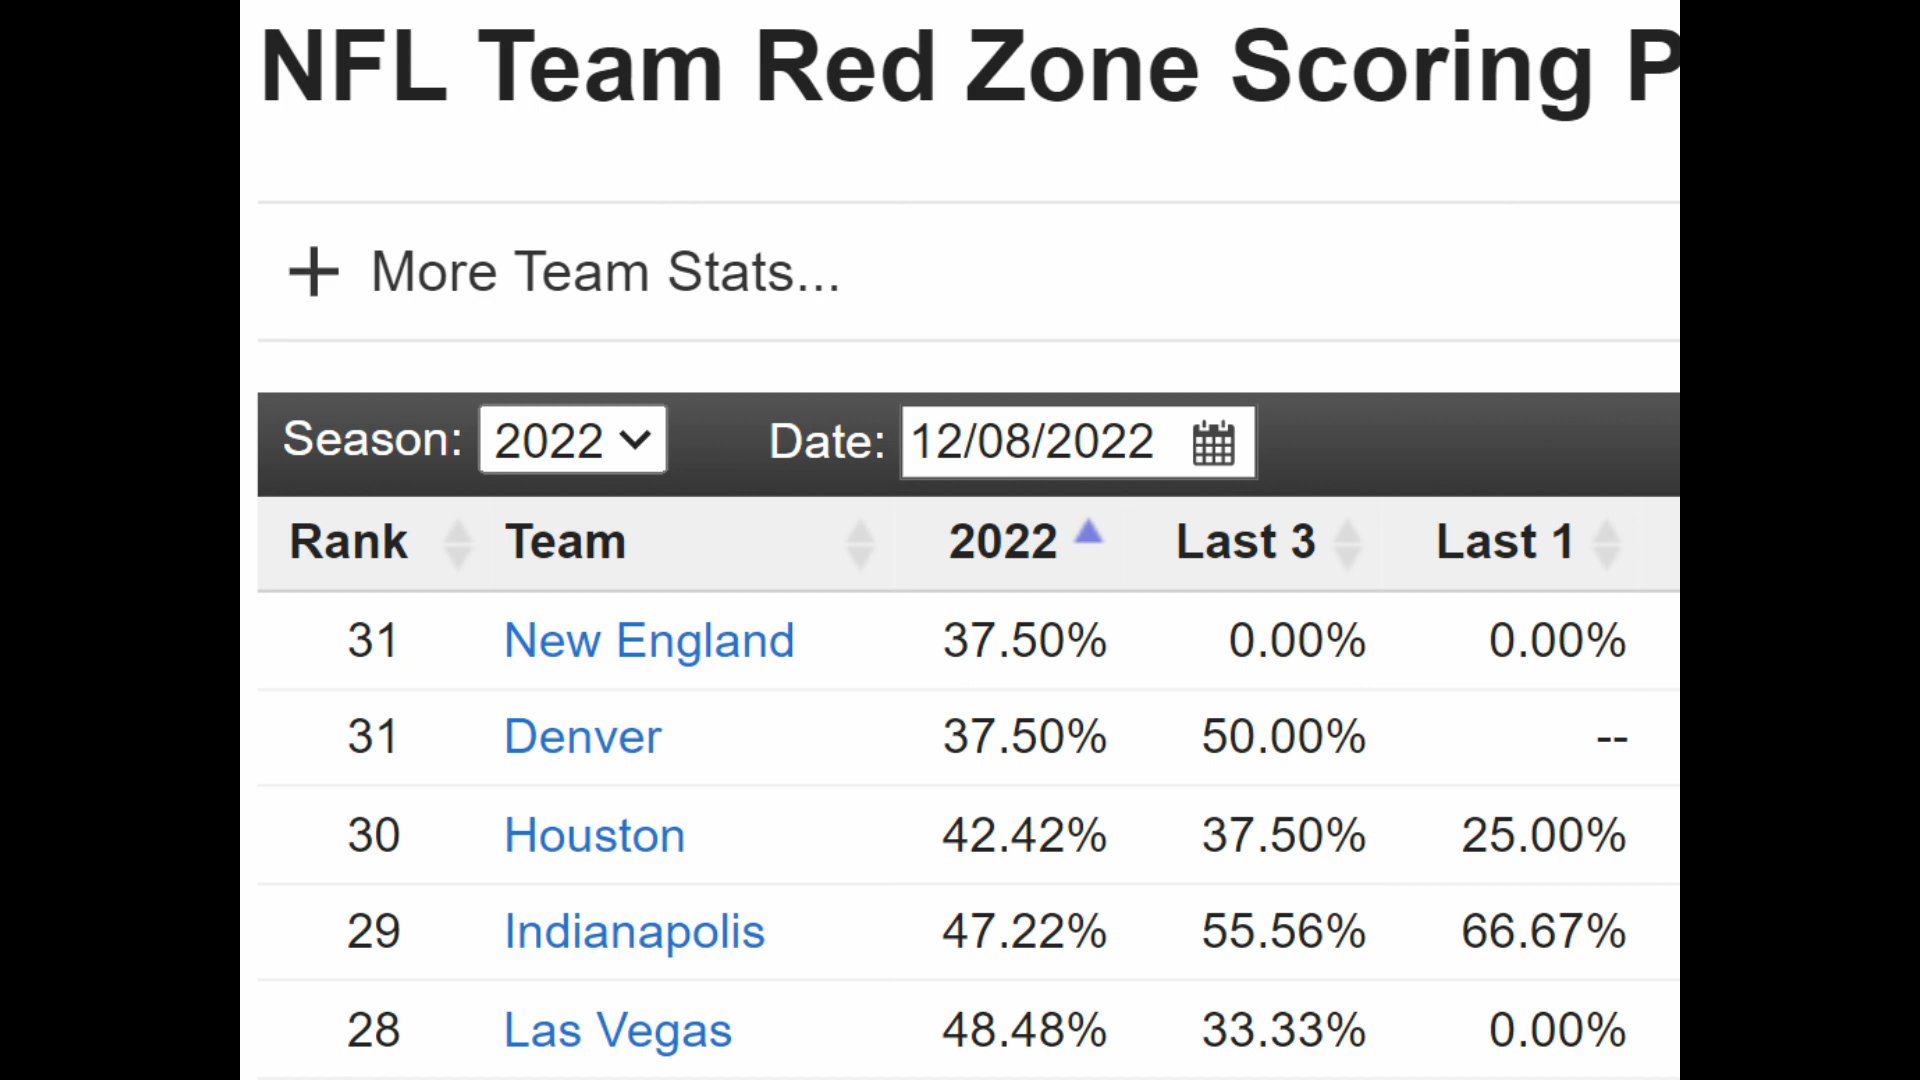 NFL Team Red Zone Scoring P
+ More Team Stats...
Season: 2022 Date: 12/08/2022
Rank Team 2022 Last 3 Last 1
31 New England 37.50% 0.00% 0.00%
31 Denver 37.50% 50.00% --
30 Houston 42.42% 37.50% 25.00%
29 Indianapolis 47.22% 55.56% 66.67%
28 Las Vegas 48.48% 33.33% 0.00%